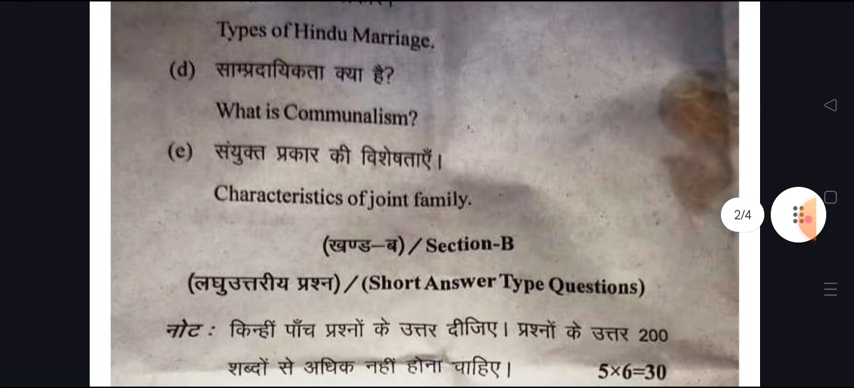 Types of Hindu Marriage.
(d) साम्प्रदायिकता क्या है?
What is Communalism?
(e) संयुक्त प्रकार की विशेषताएँ।
Characteristics of joint family.
(खण्ड-ब) / Section-B
(लघुउत्तरीय प्रश्न) / (Short Answer Type Questions)
नोट : किन्हीं पाँच प्रश्नों के उत्तर दीजिए। प्रश्नों के उत्तर 200
शब्दों से अधिक नहीं होना चाहिए। 5×6=30
2/4